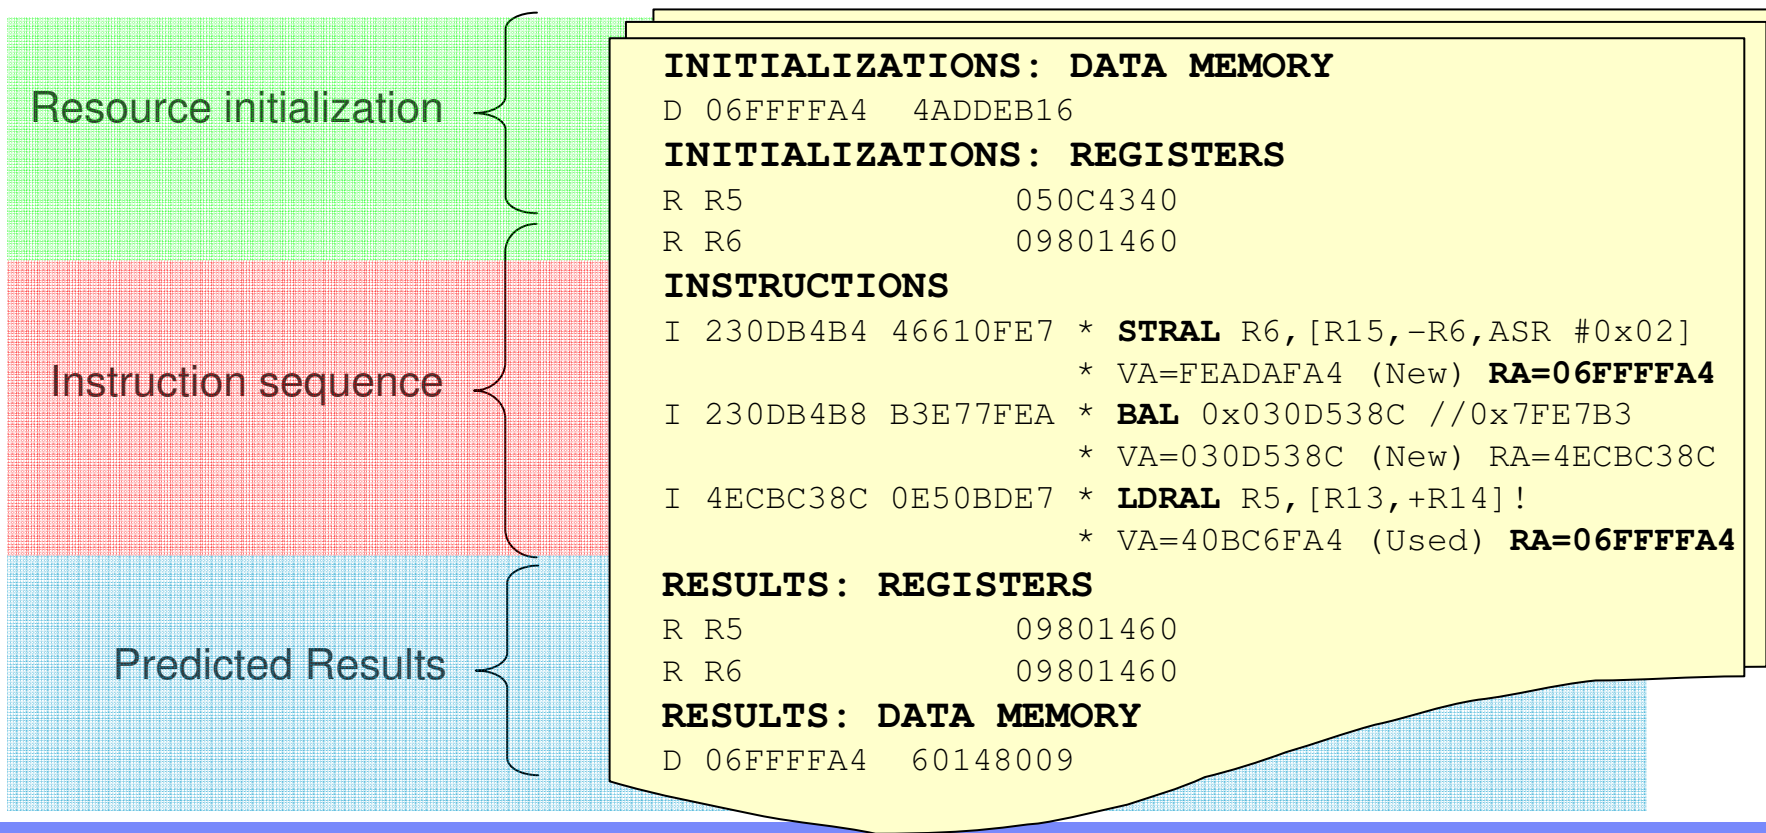 Resource initialization
Instruction sequence
Predicted Results
INITIALIZATIONS: DATA MEMORY
D 06FFFFA4 4ADDEB16
INITIALIZATIONS: REGISTERS
R R5 050C4340
R R6 09801460
INSTRUCTIONS
I 230DB4B4 46610FE7 * STRAL R6,[R15,-R6,ASR #0x02]
* VA=FEADAFA4 (New) RA=06FFFFA4
I 230DB4B8 B3E77FEA * BAL 0x030D538C //0x7FE7B3
* VA=030D538C (New) RA=4ECBC38C
I 4ECBC38C 0E50BDE7 * LDRAL R5,[R13,+R14]!
* VA=40BC6FA4 (Used) RA=06FFFFA4
RESULTS: REGISTERS
R R5 09801460
R R6 09801460
RESULTS: DATA MEMORY
D 06FFFFA4 60148009